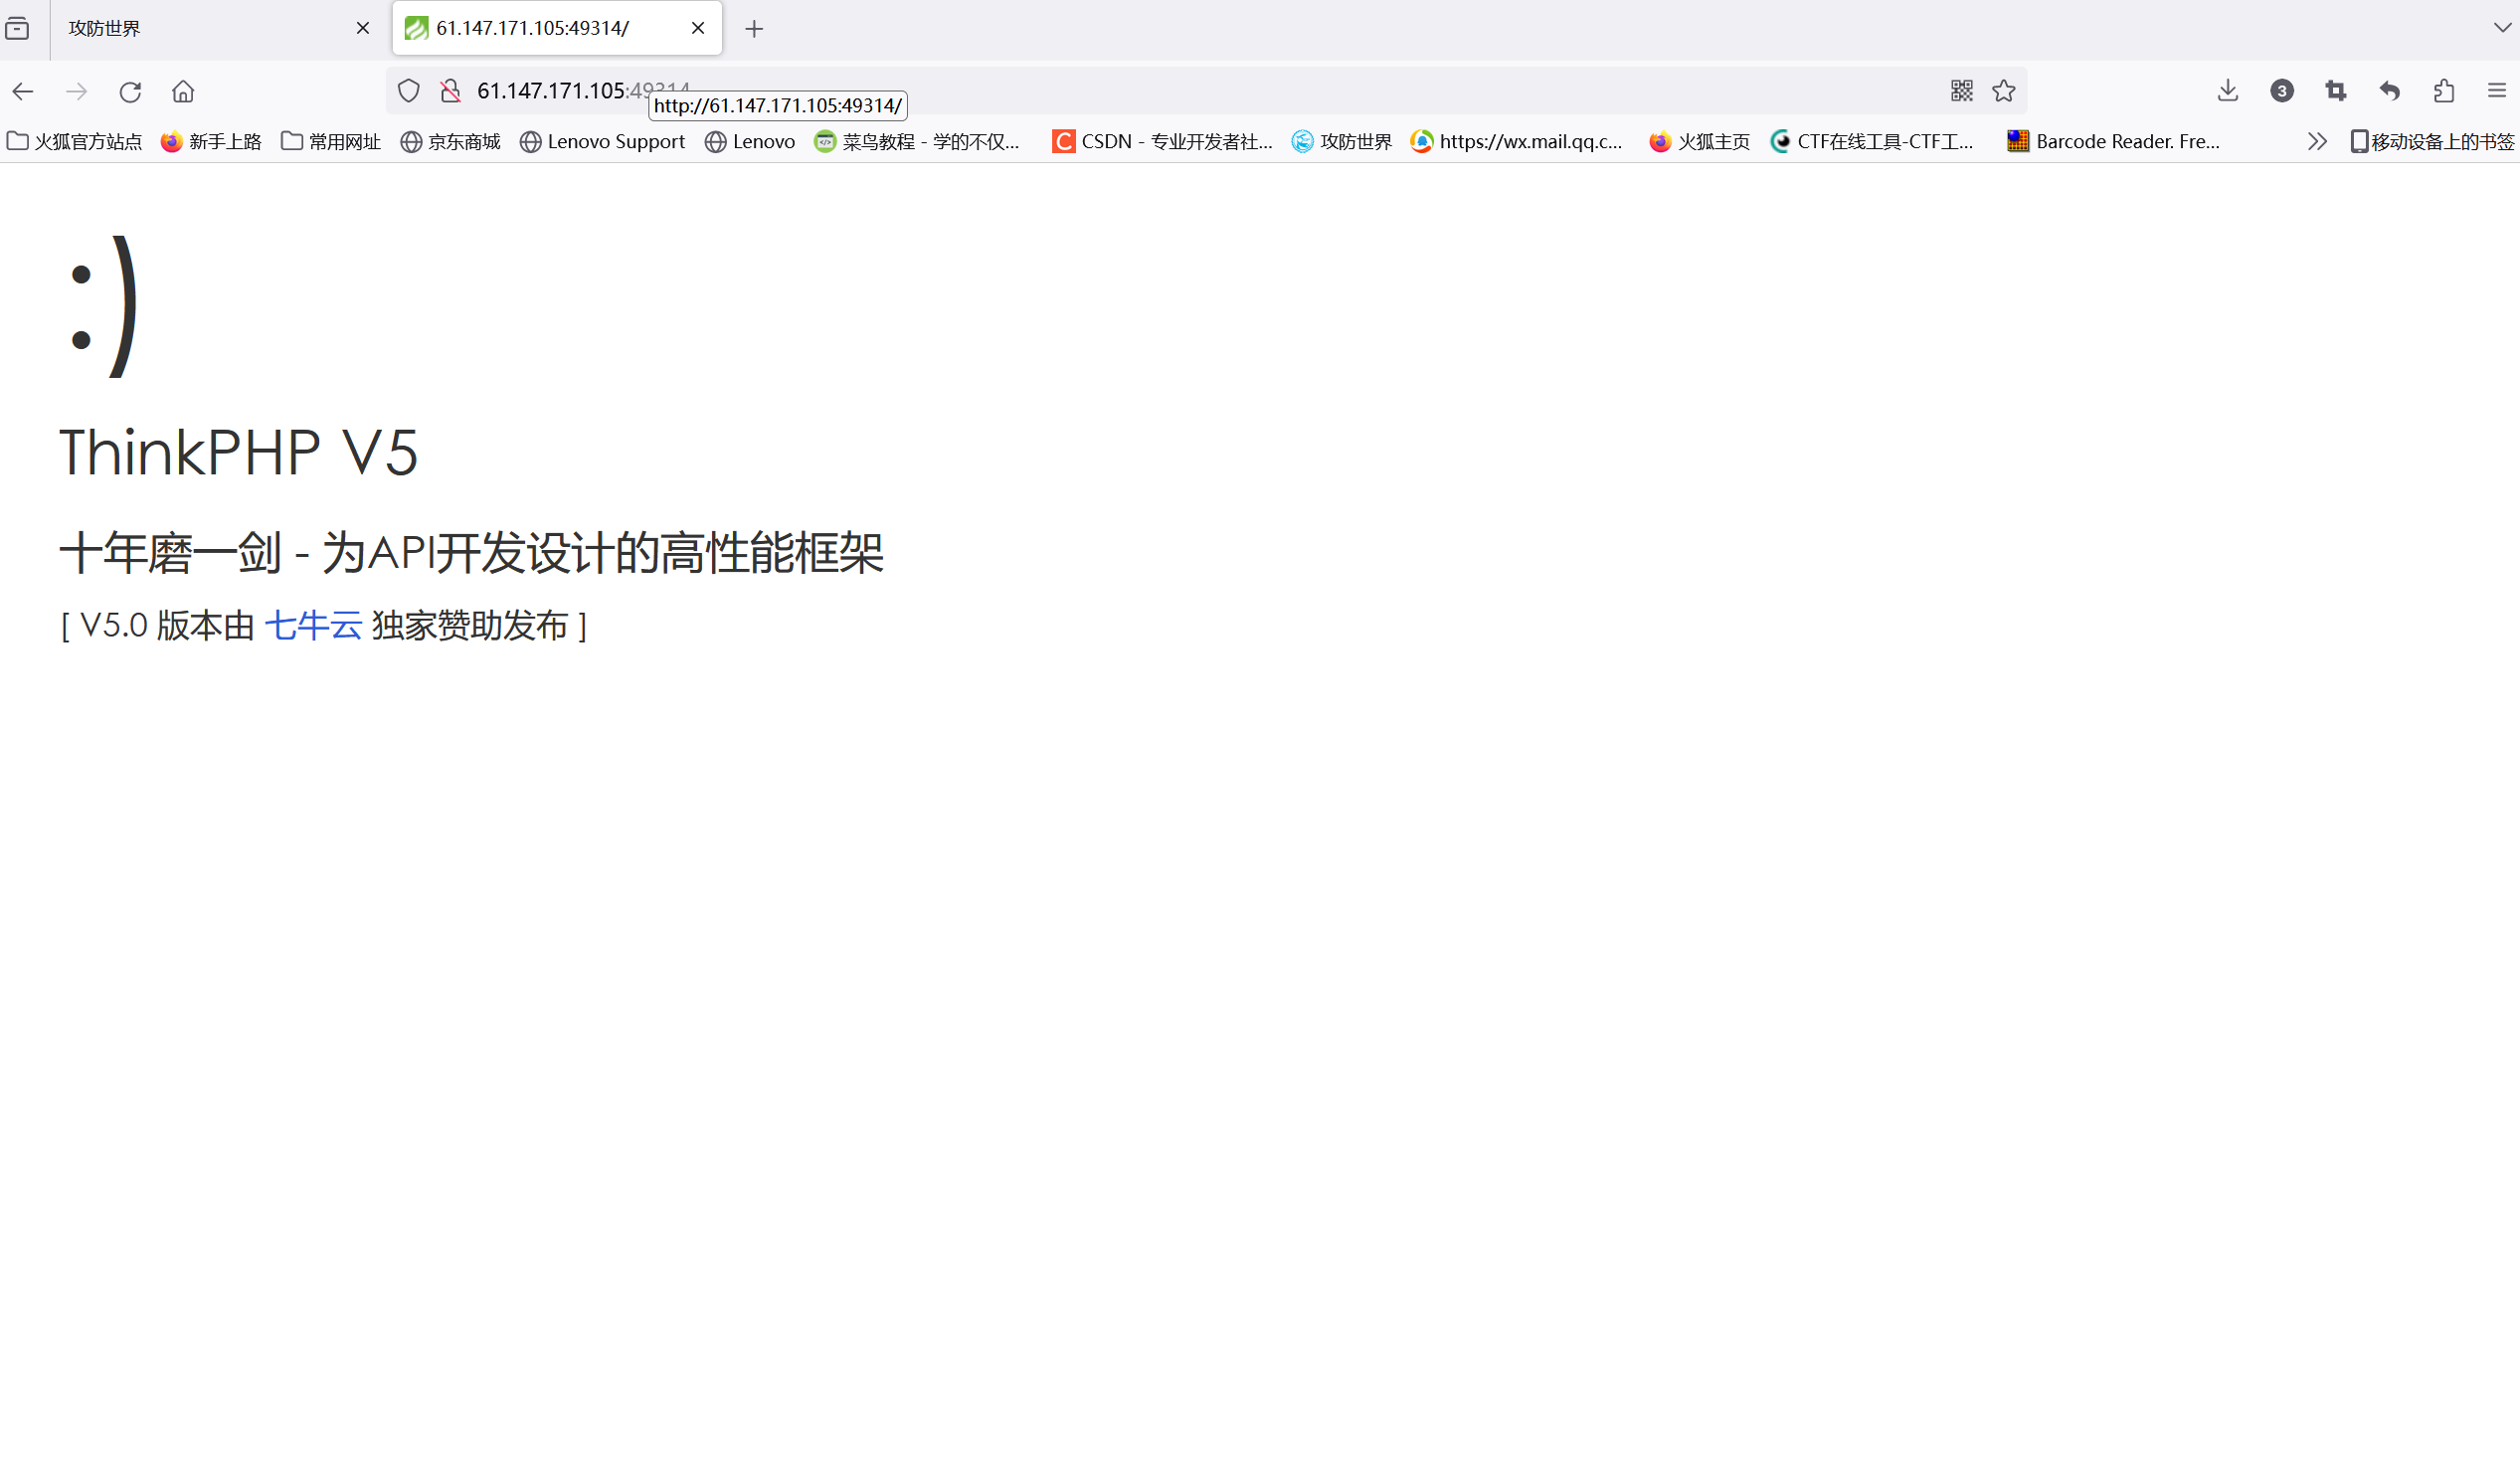 攻防世界
61.147.171.105:49314/
61.147.171.105:49314
http://61.147.171.105:49314/
3
火狐官方站点 新手上路 常用网址 京东商城 Lenovo Support Lenovo 菜鸟教程 - 学的不仅... CSDN - 专业开发者社... 攻防世界 https://wx.mail.qq.c... 火狐主页 CTF在线工具-CTF工... Barcode Reader. Fre... 移动设备上的书签
:)
ThinkPHP V5
十年磨一剑 - 为API开发设计的高性能框架
[ V5.0 版本由 七牛云 独家赞助发布 ]